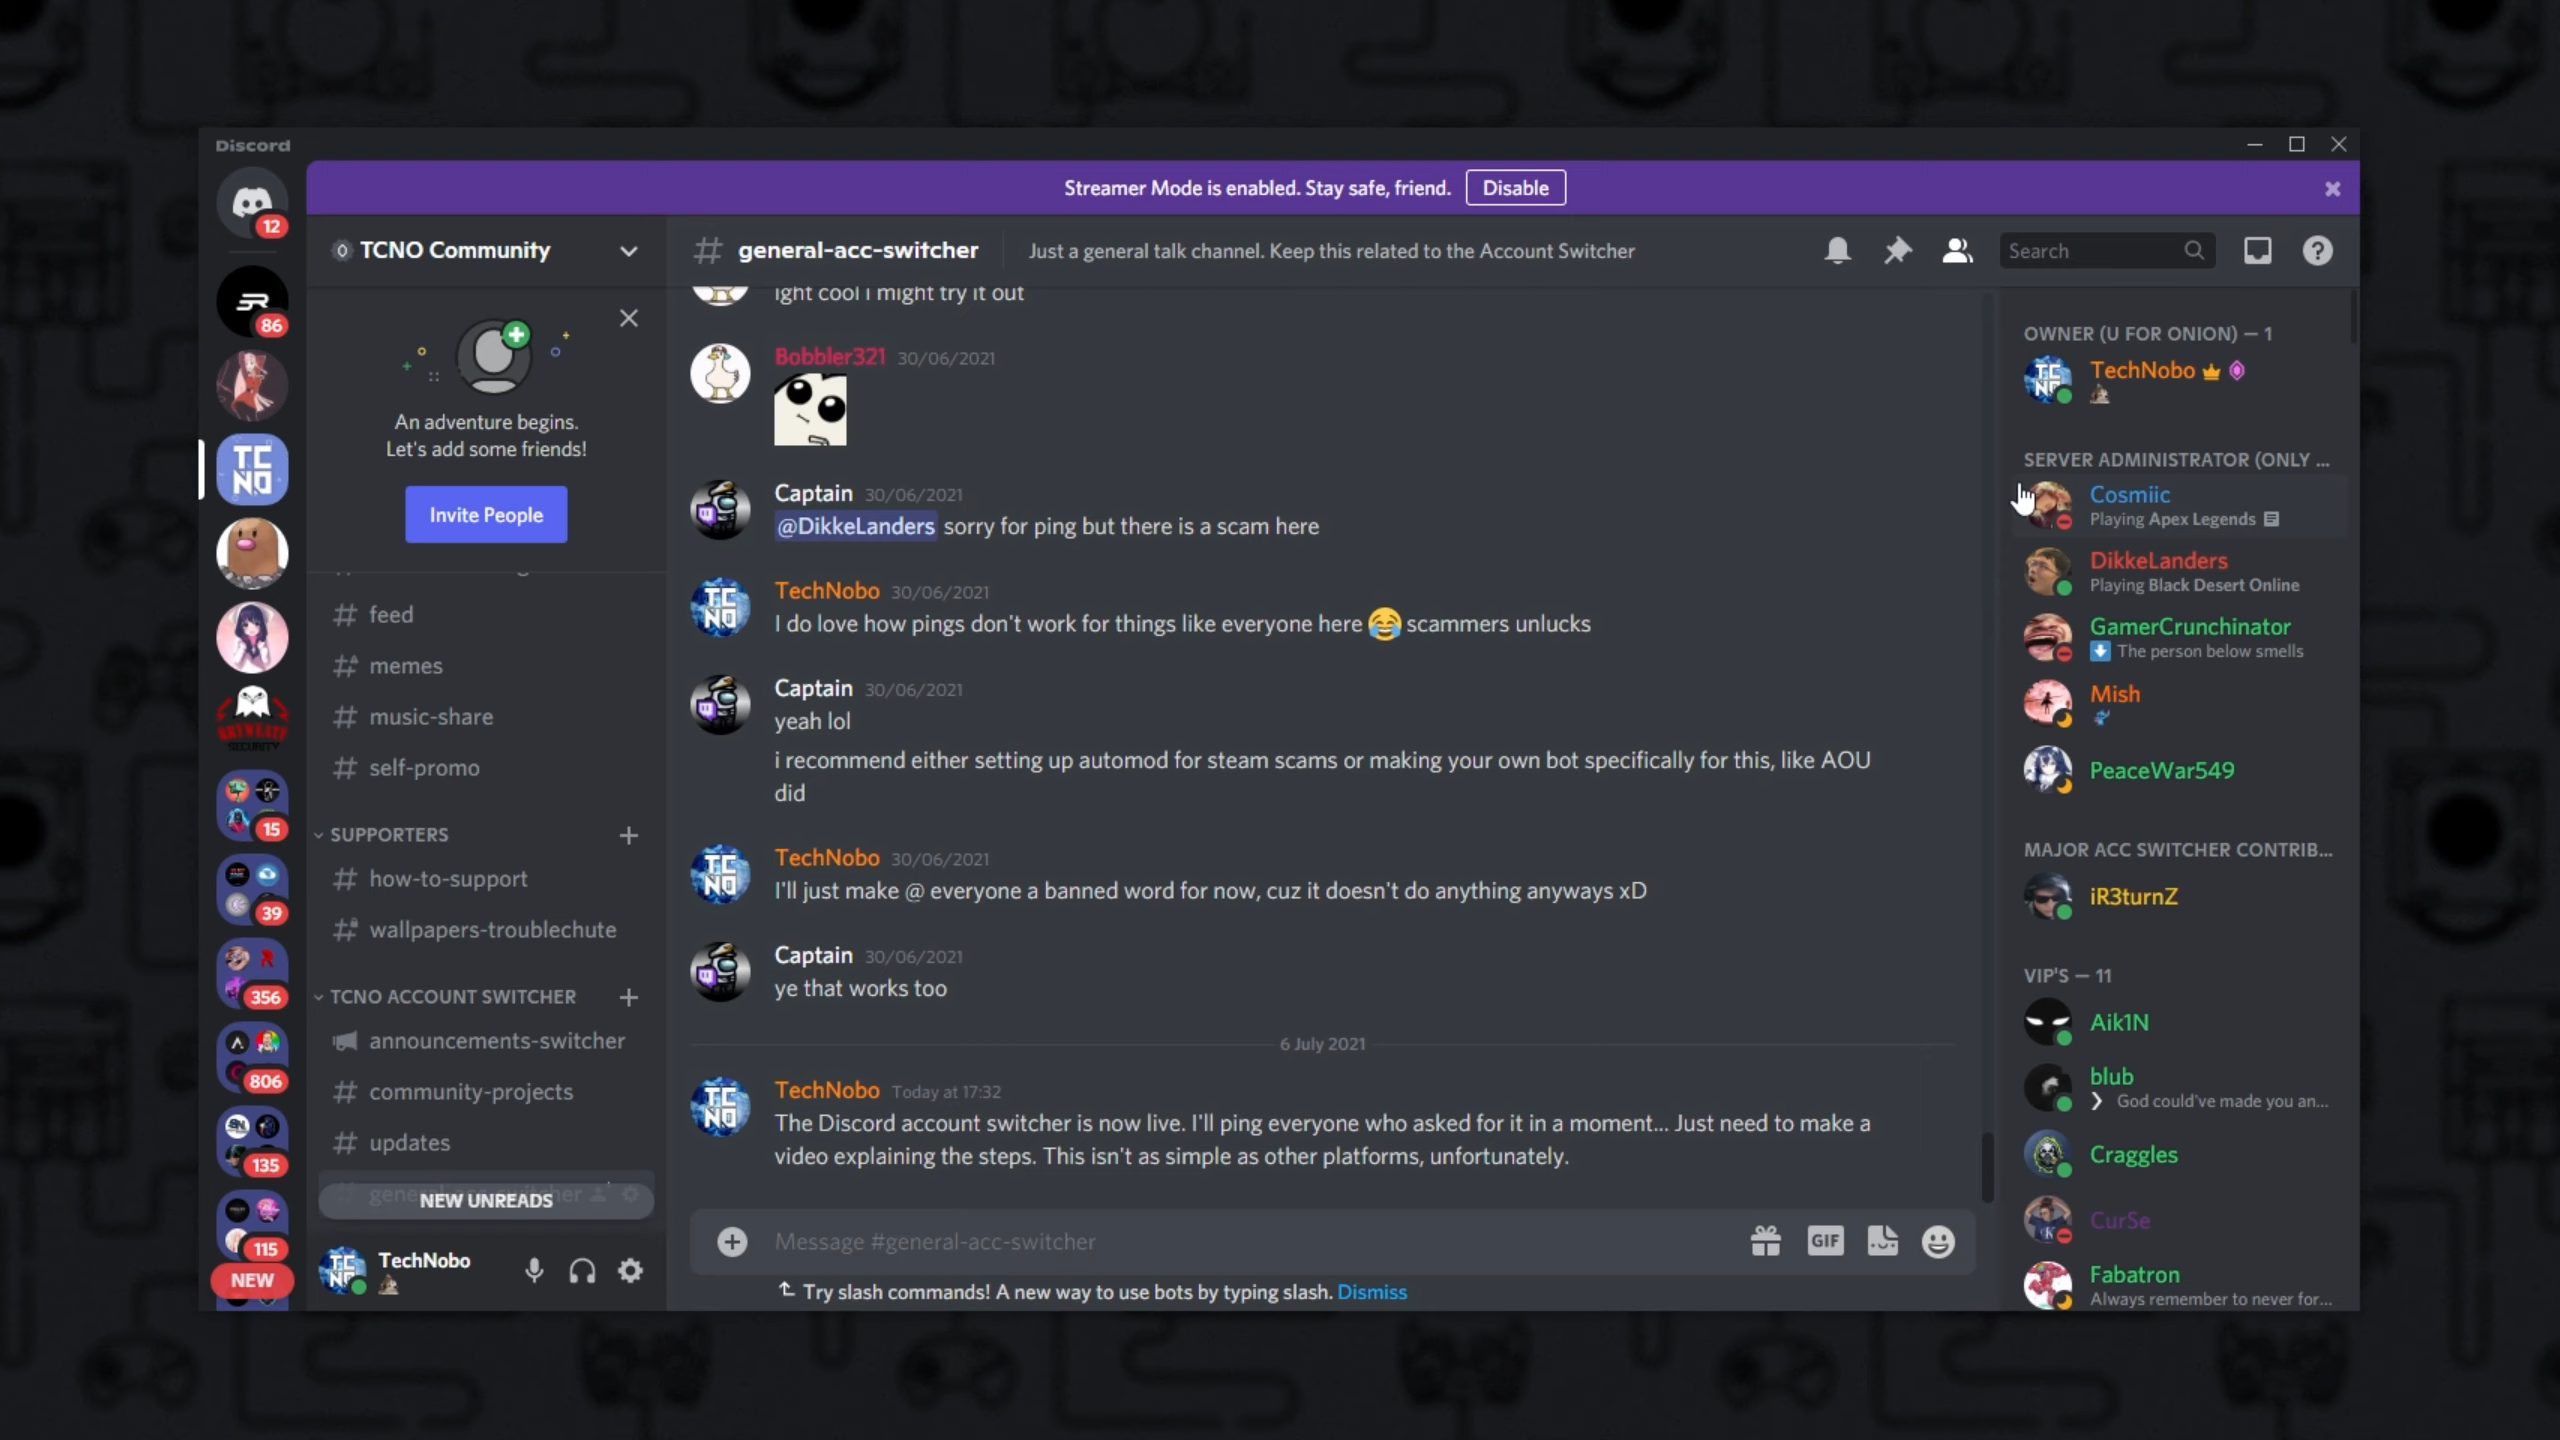 Discord
Streamer Mode is enabled. Stay safe, friend.
Disable
12
86
15
39
356
806
135
115
NEW
TCNO Community
An adventure begins.
Let's add some friends!
Invite People
feed
memes
music-share
self-promo
SUPPORTERS
how-to-support
wallpapers-troublechute
TCNO ACCOUNT SWITCHER
announcements-switcher
community-projects
updates
NEW UNREADS
TechNobo
general-acc-switcher
Just a general talk channel. Keep this related to the Account Switcher
Search
ight cool i might try it out
Bobbler321 30/06/2021
Captain 30/06/2021
@DikkeLanders sorry for ping but there is a scam here
TechNobo 30/06/2021
I do love how pings don't work for things like everyone here 😂 scammers unlucks
Captain 30/06/2021
yeah lol
i recommend either setting up automod for steam scams or making your own bot specifically for this, like AOU
did
TechNobo 30/06/2021
I'll just make @ everyone a banned word for now, cuz it doesn't do anything anyways xD
Captain 30/06/2021
ye that works too
6 July 2021
TechNobo Today at 17:32
The Discord account switcher is now live. I'll ping everyone who asked for it in a moment... Just need to make a
video explaining the steps. This isn't as simple as other platforms, unfortunately.
Message #general-acc-switcher
GIF
Try slash commands! A new way to use bots by typing slash. Dismiss
OWNER (U FOR ONION) — 1
TechNobo
SERVER ADMINISTRATOR (ONLY ...
Cosmiic
Playing Apex Legends
DikkeLanders
Playing Black Desert Online
GamerCrunchinator
The person below smells
Mish
PeaceWar549
MAJOR ACC SWITCHER CONTRIB...
iR3turnZ
VIP'S — 11
Aik1N
blub
❯ God could've made you an...
Craggles
CurSe
Fabatron
Always remember to never for...
TC
NO